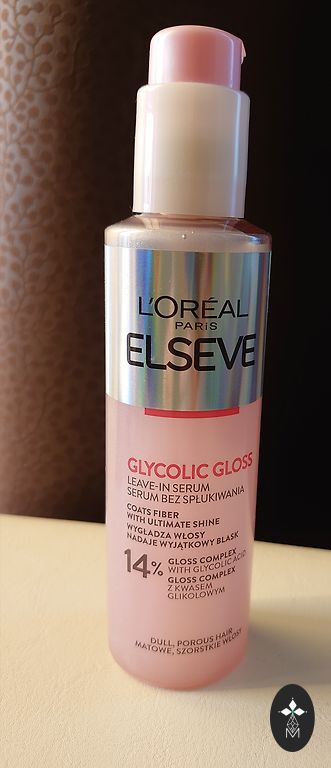 L'ORÉAL
PARIS
ELSEVE
GLYCOLIC GLOSS
LEAVE-IN SERUM
SERUM BEZ SPŁUKIWANIA
COATS FIBER
WITH ULTIMATE SHINE
WYGŁADZA WŁOSY
NADAJE WYJĄTKOWY BLASK
14% GLOSS COMPLEX
WITH GLYCOLIC ACID
GLOSS COMPLEX
Z KWASEM
GLIKOLOWYM
DULL, POROUS HAIR
MATOWE, SZORSTKIE WŁOSY
M